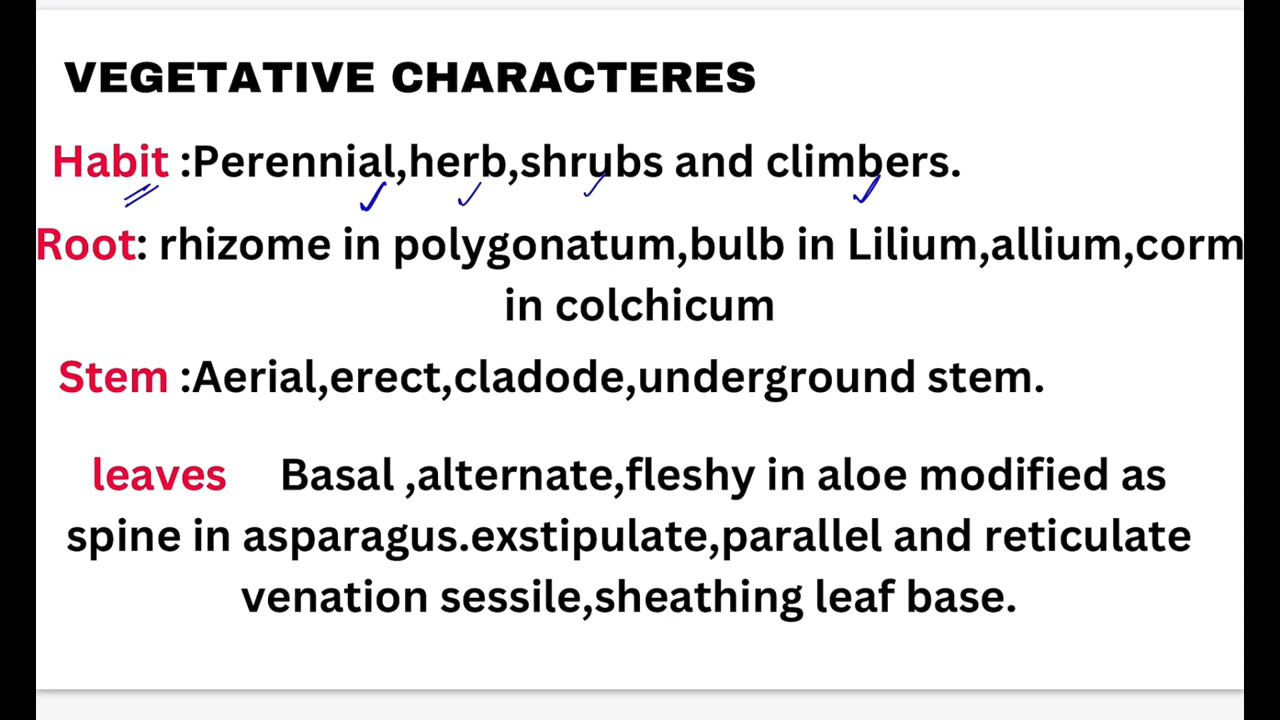 VEGETATIVE CHARACTERES
Habit :Perennial,herb,shrubs and climbers.
Root: rhizome in polygonatum,bulb in Lilium,allium,corm
in colchicum
Stem :Aerial,erect,cladode,underground stem.
leaves Basal ,alternate,fleshy in aloe modified as
spine in asparagus.exstipulate,parallel and reticulate
venation sessile,sheathing leaf base.